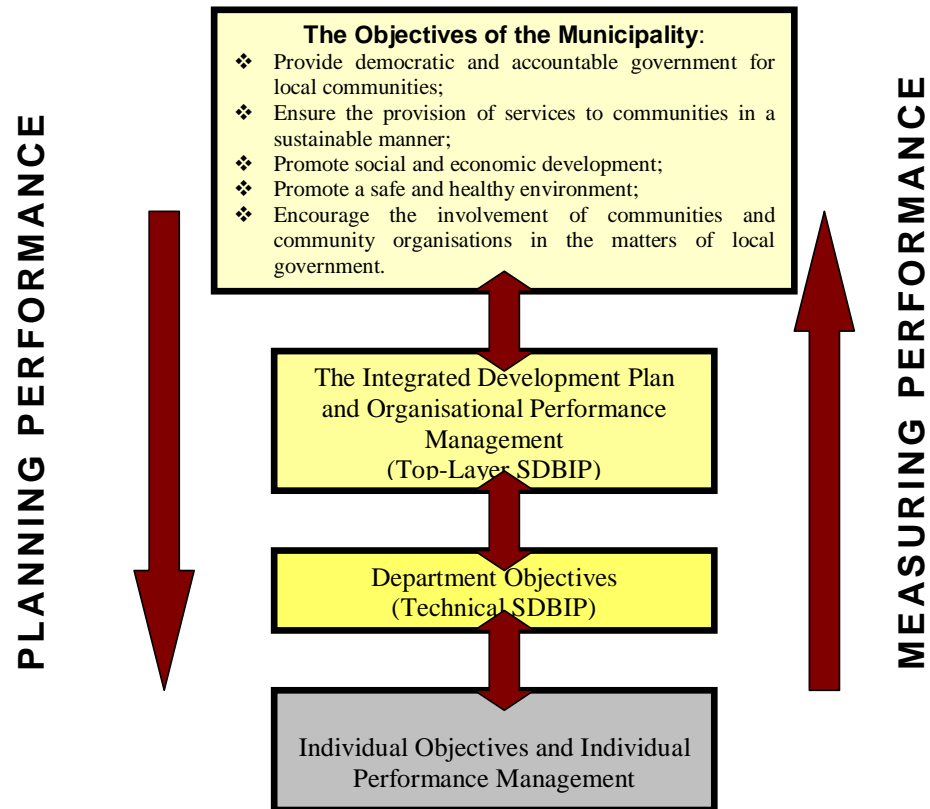 PLANNING PERFORMANCE
The Objectives of the Municipality:
❖ Provide democratic and accountable government for
local communities;
❖ Ensure the provision of services to communities in a
sustainable manner;
❖ Promote social and economic development;
❖ Promote a safe and healthy environment;
❖ Encourage the involvement of communities and
community organisations in the matters of local
government.
The Integrated Development Plan
and Organisational Performance
Management
(Top-Layer SDBIP)
Department Objectives
(Technical SDBIP)
Individual Objectives and Individual
Performance Management
MEASURING PERFORMANCE